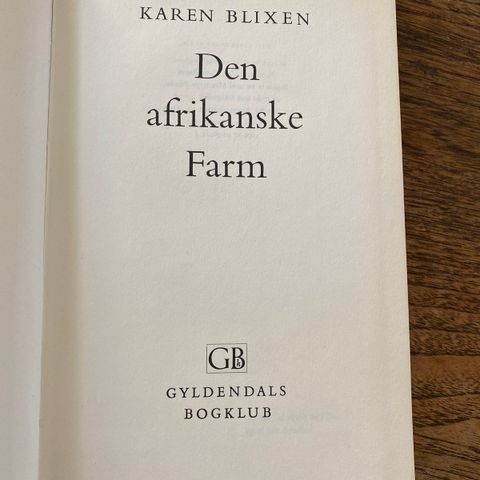 KAREN BLIXEN
Den
afrikanske
Farm
GB
GYLDENDALS
BOGKLUB